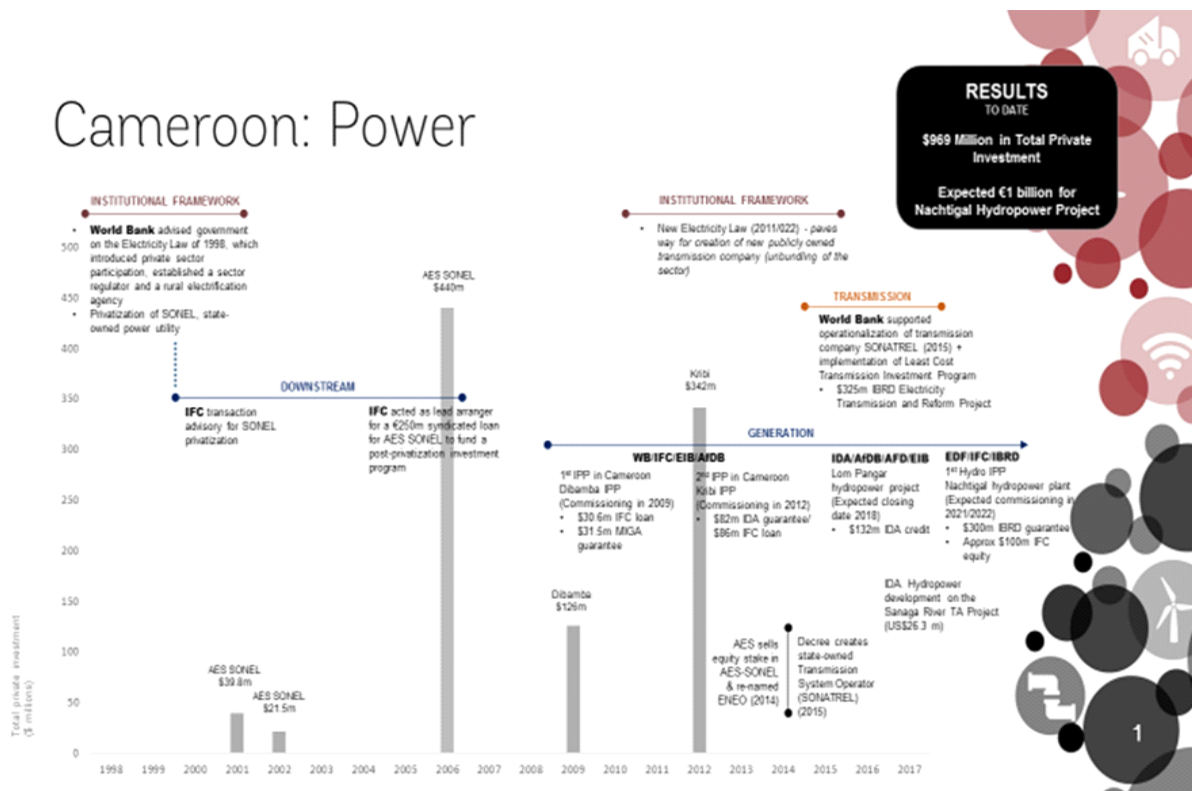 Cameroon: Power
RESULTS
TO DATE
$969 Million in Total Private
Investment
Expected €1 billion for
Nachtigal Hydropower Project
INSTITUTIONAL FRAMEWORK
• World Bank advised government
on the Electricity Law of 1998, which
introduced private sector
participation, established a sector
regulator and a rural electrification
agency
• Privatization of SONEL, state-
owned power utility
INSTITUTIONAL FRAMEWORK
• New Electricity Law (2011/022) - paves
way for creation of new publicly owned
transmission company (unbundling of the
sector)
TRANSMISSION
World Bank supported
operationalization of transmission
company SONATREL (2015) +
implementation of Least Cost
Transmission Investment Program
• $325m IBRD Electricity
Transmission and Reform Project
DOWNSTREAM
IFC transaction
advisory for SONEL
privatization
IFC acted as lead arranger
for a €250m syndicated loan
for AES SONEL to fund a
post-privatization investment
program
GENERATION
WB/IFC/EIB/AfDB
1st IPP in Cameroon
Dibamba IPP
(Commissioning in 2009)
• $30.6m IFC loan
• $31.5m MIGA
guarantee
2nd IPP in Cameroon
Kribi IPP
(Commissioning in 2012)
• $82m IDA guarantee/
$86m IFC loan
IDA/AfDB/AFD/EIB
Lom Pangar
hydropower project
(Expected closing
date 2018)
• $132m IDA credit
EDF/IFC/IBRD
1st Hydro IPP
Nachtigal hydropower plant
(Expected commissioning in
2021/2022)
• $300m IBRD guarantee
• Approx $100m IFC
equity
IDA Hydropower
development on the
Sanaga River TA Project
(US$26.3 m)
AES sells
equity stake in
AES-SONEL
& re-named
ENEO (2014)
Decree creates
state-owned
Transmission
System Operator
(SONATREL)
(2015)
AES SONEL
$39.8m
AES SONEL
$21.5m
AES SONEL
$440m
Dibamba
$126m
Kribi
$342m
Total private investment
($ millions)
500
450
400
350
300
250
200
150
100
50
0
1998 1999 2000 2001 2002 2003 2004 2005 2006 2007 2008 2009 2010 2011 2012 2013 2014 2015 2016 2017
1